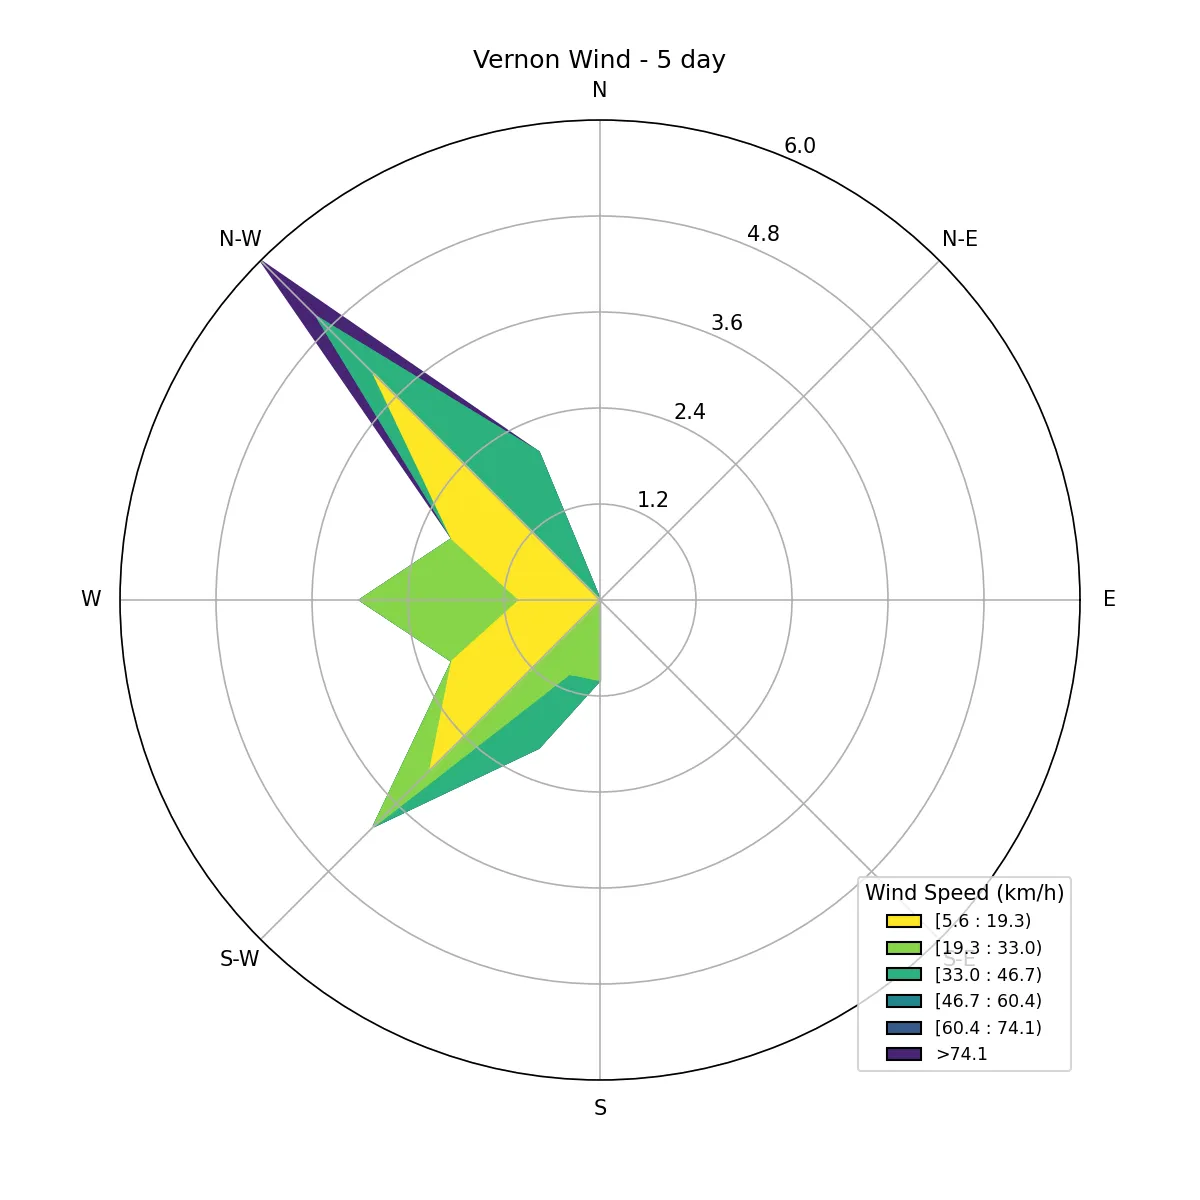 Vernon Wind - 5 day
N
6.0
N-W
N-E
4.8
3.6
2.4
1.2
W
E
S-W
S-E
Wind Speed (km/h)
[5.6 : 19.3)
[19.3 : 33.0)
[33.0 : 46.7)
[46.7 : 60.4)
[60.4 : 74.1)
>74.1
S